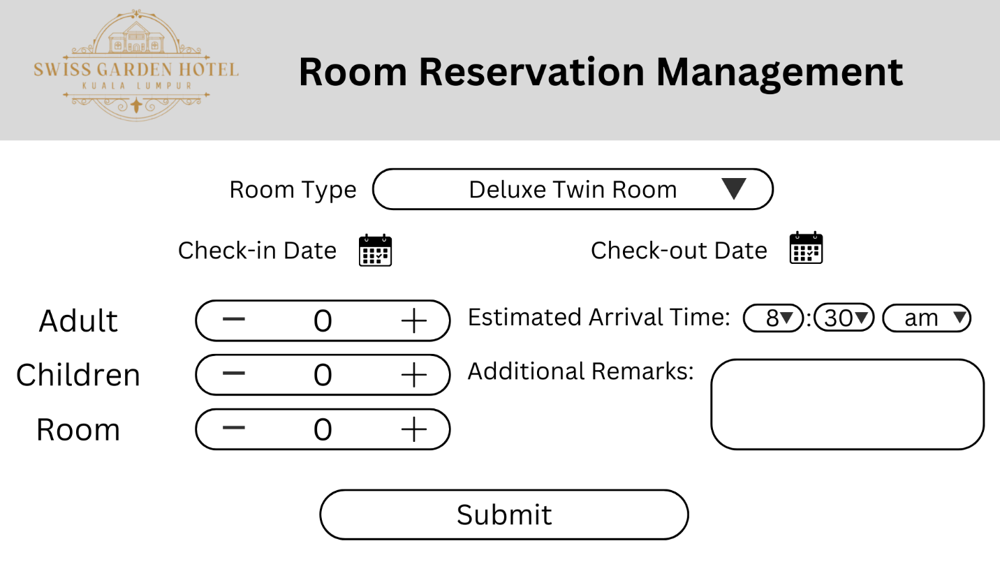 SWISS GARDEN HOTEL
KUALA LUMPUR
Room Reservation Management
Room Type Deluxe Twin Room
Check-in Date Check-out Date
Adult − 0 + Estimated Arrival Time: 8 : 30 am
Children − 0 + Additional Remarks:
Room − 0 +
Submit